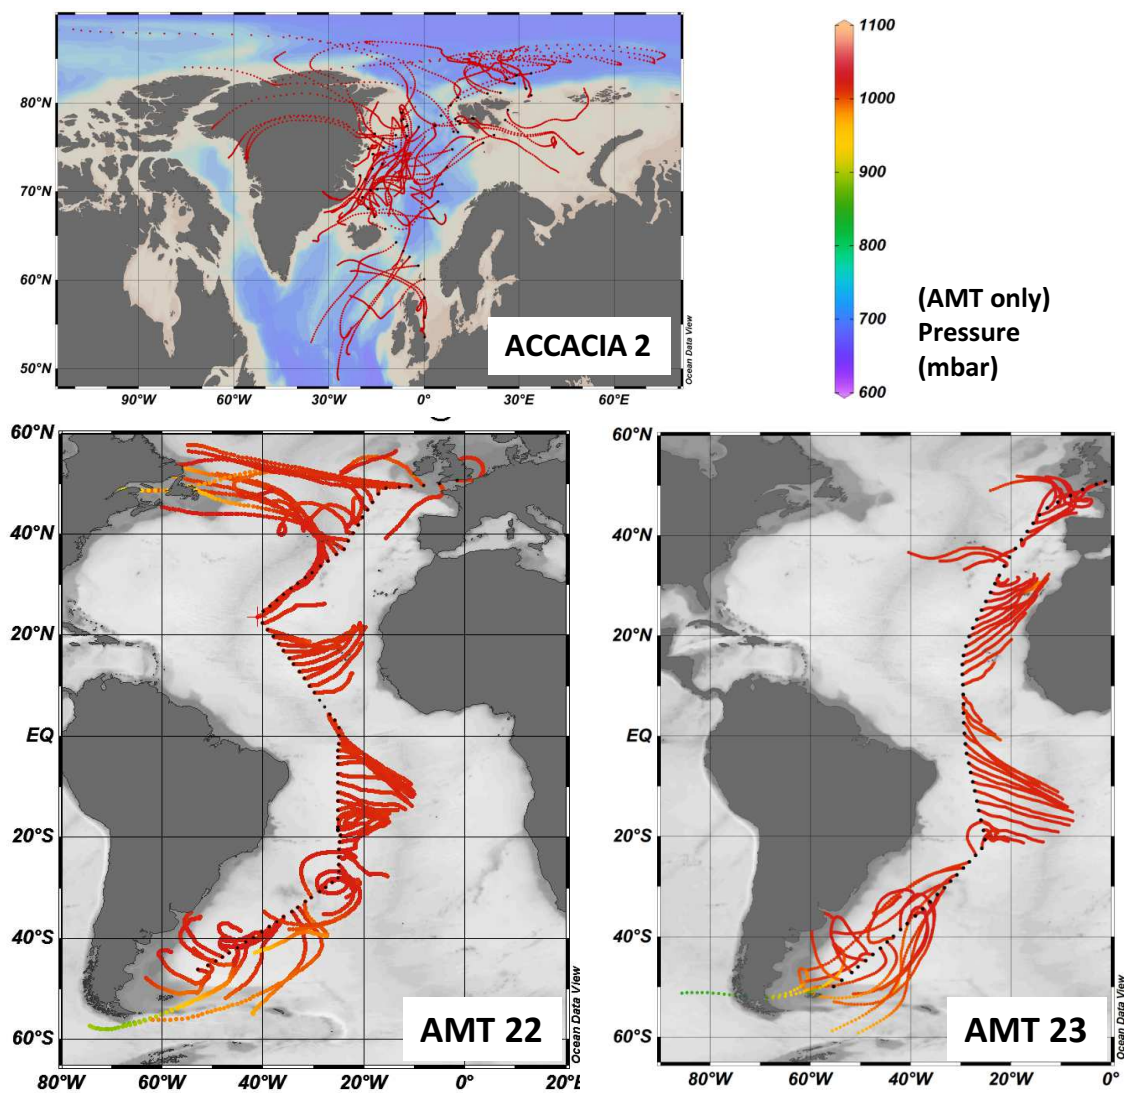 80°N
70°N
60°N
50°N
90°W
60°W
30°W
0°
30°E
60°E
ACCACIA 2
Ocean Data View
1100
1000
900
800
700
600
(AMT only)
Pressure
(mbar)
60°N
40°N
20°N
EQ
20°S
40°S
60°S
80°W
60°W
40°W
20°W
0°
AMT 22
Ocean Data View
60°N
40°N
20°N
EQ
20°S
40°S
60°S
80°W
60°W
40°W
20°W
0°
AMT 23
Ocean Data View